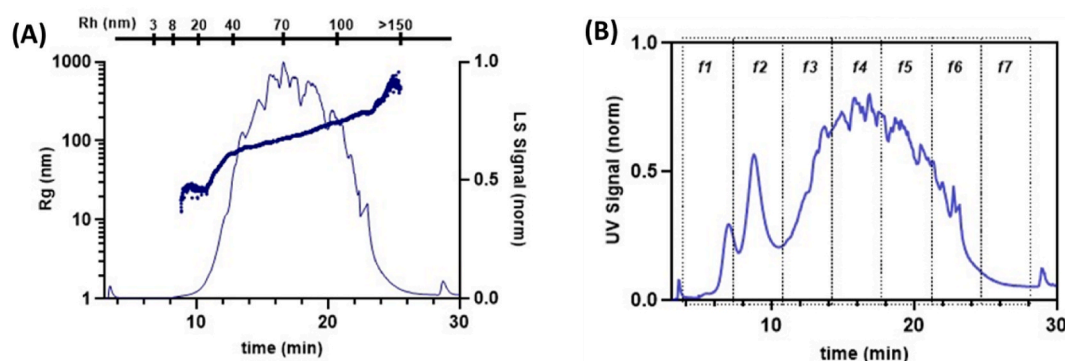 (A)
Rh (nm) 3 8 20 40 70 100 >150
1000
100
10
1
Rg (nm)
1.0
0.5
0.0
LS Signal (norm)
10 20 30
time (min)
(B)
f1 f2 f3 f4 f5 f6 f7
1.0
0.5
0.0
UV Signal (norm)
10 20 30
time (min)